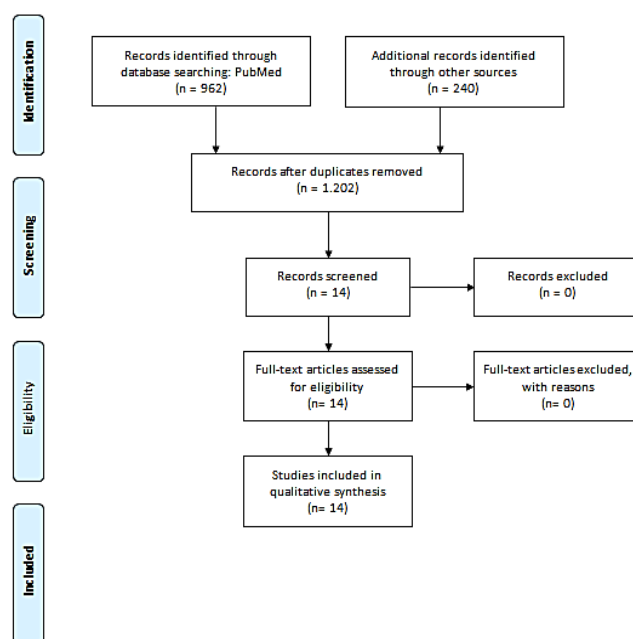 Identification
Records identified through
database searching: PubMed
(n = 962)
Additional records identified
through other sources
(n = 240)
Records after duplicates removed
(n = 1.202)
Screening
Records screened
(n = 14)
Records excluded
(n = 0)
Eligibility
Full-text articles assessed
for eligibility
(n= 14)
Full-text articles excluded,
with reasons
(n= 0)
Studies included in
qualitative synthesis
(n= 14)
Included